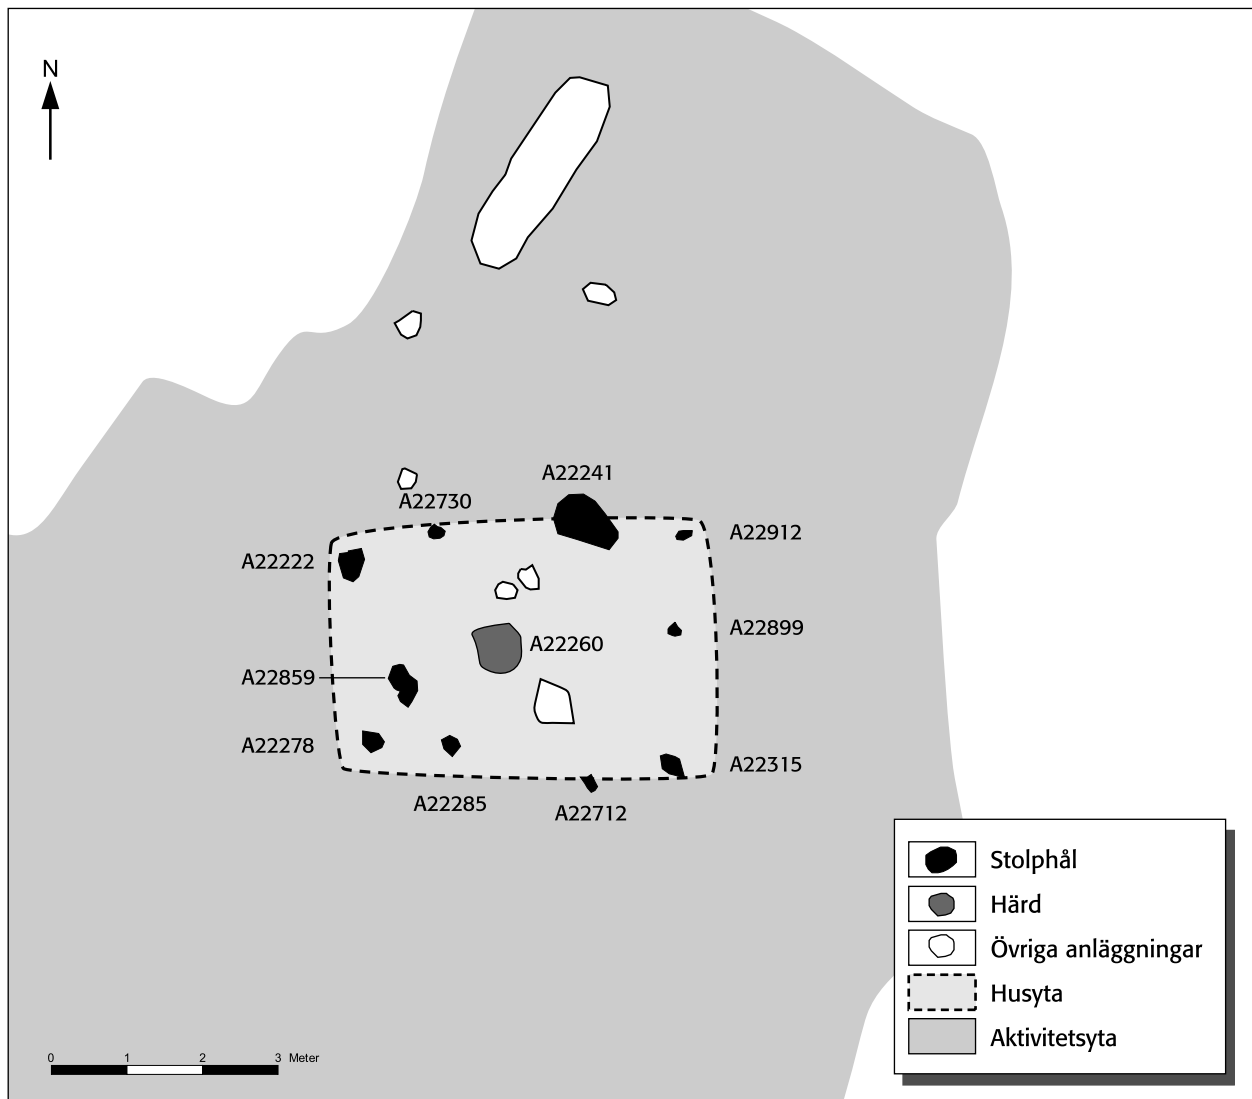 N
A22241
A22730
A22912
A22222
A22899
A22260
A22859
A22278
A22315
A22285
A22712
Stolphål
Härd
Övriga anläggningar
Husyta
Aktivitetsyta
0 1 2 3 Meter